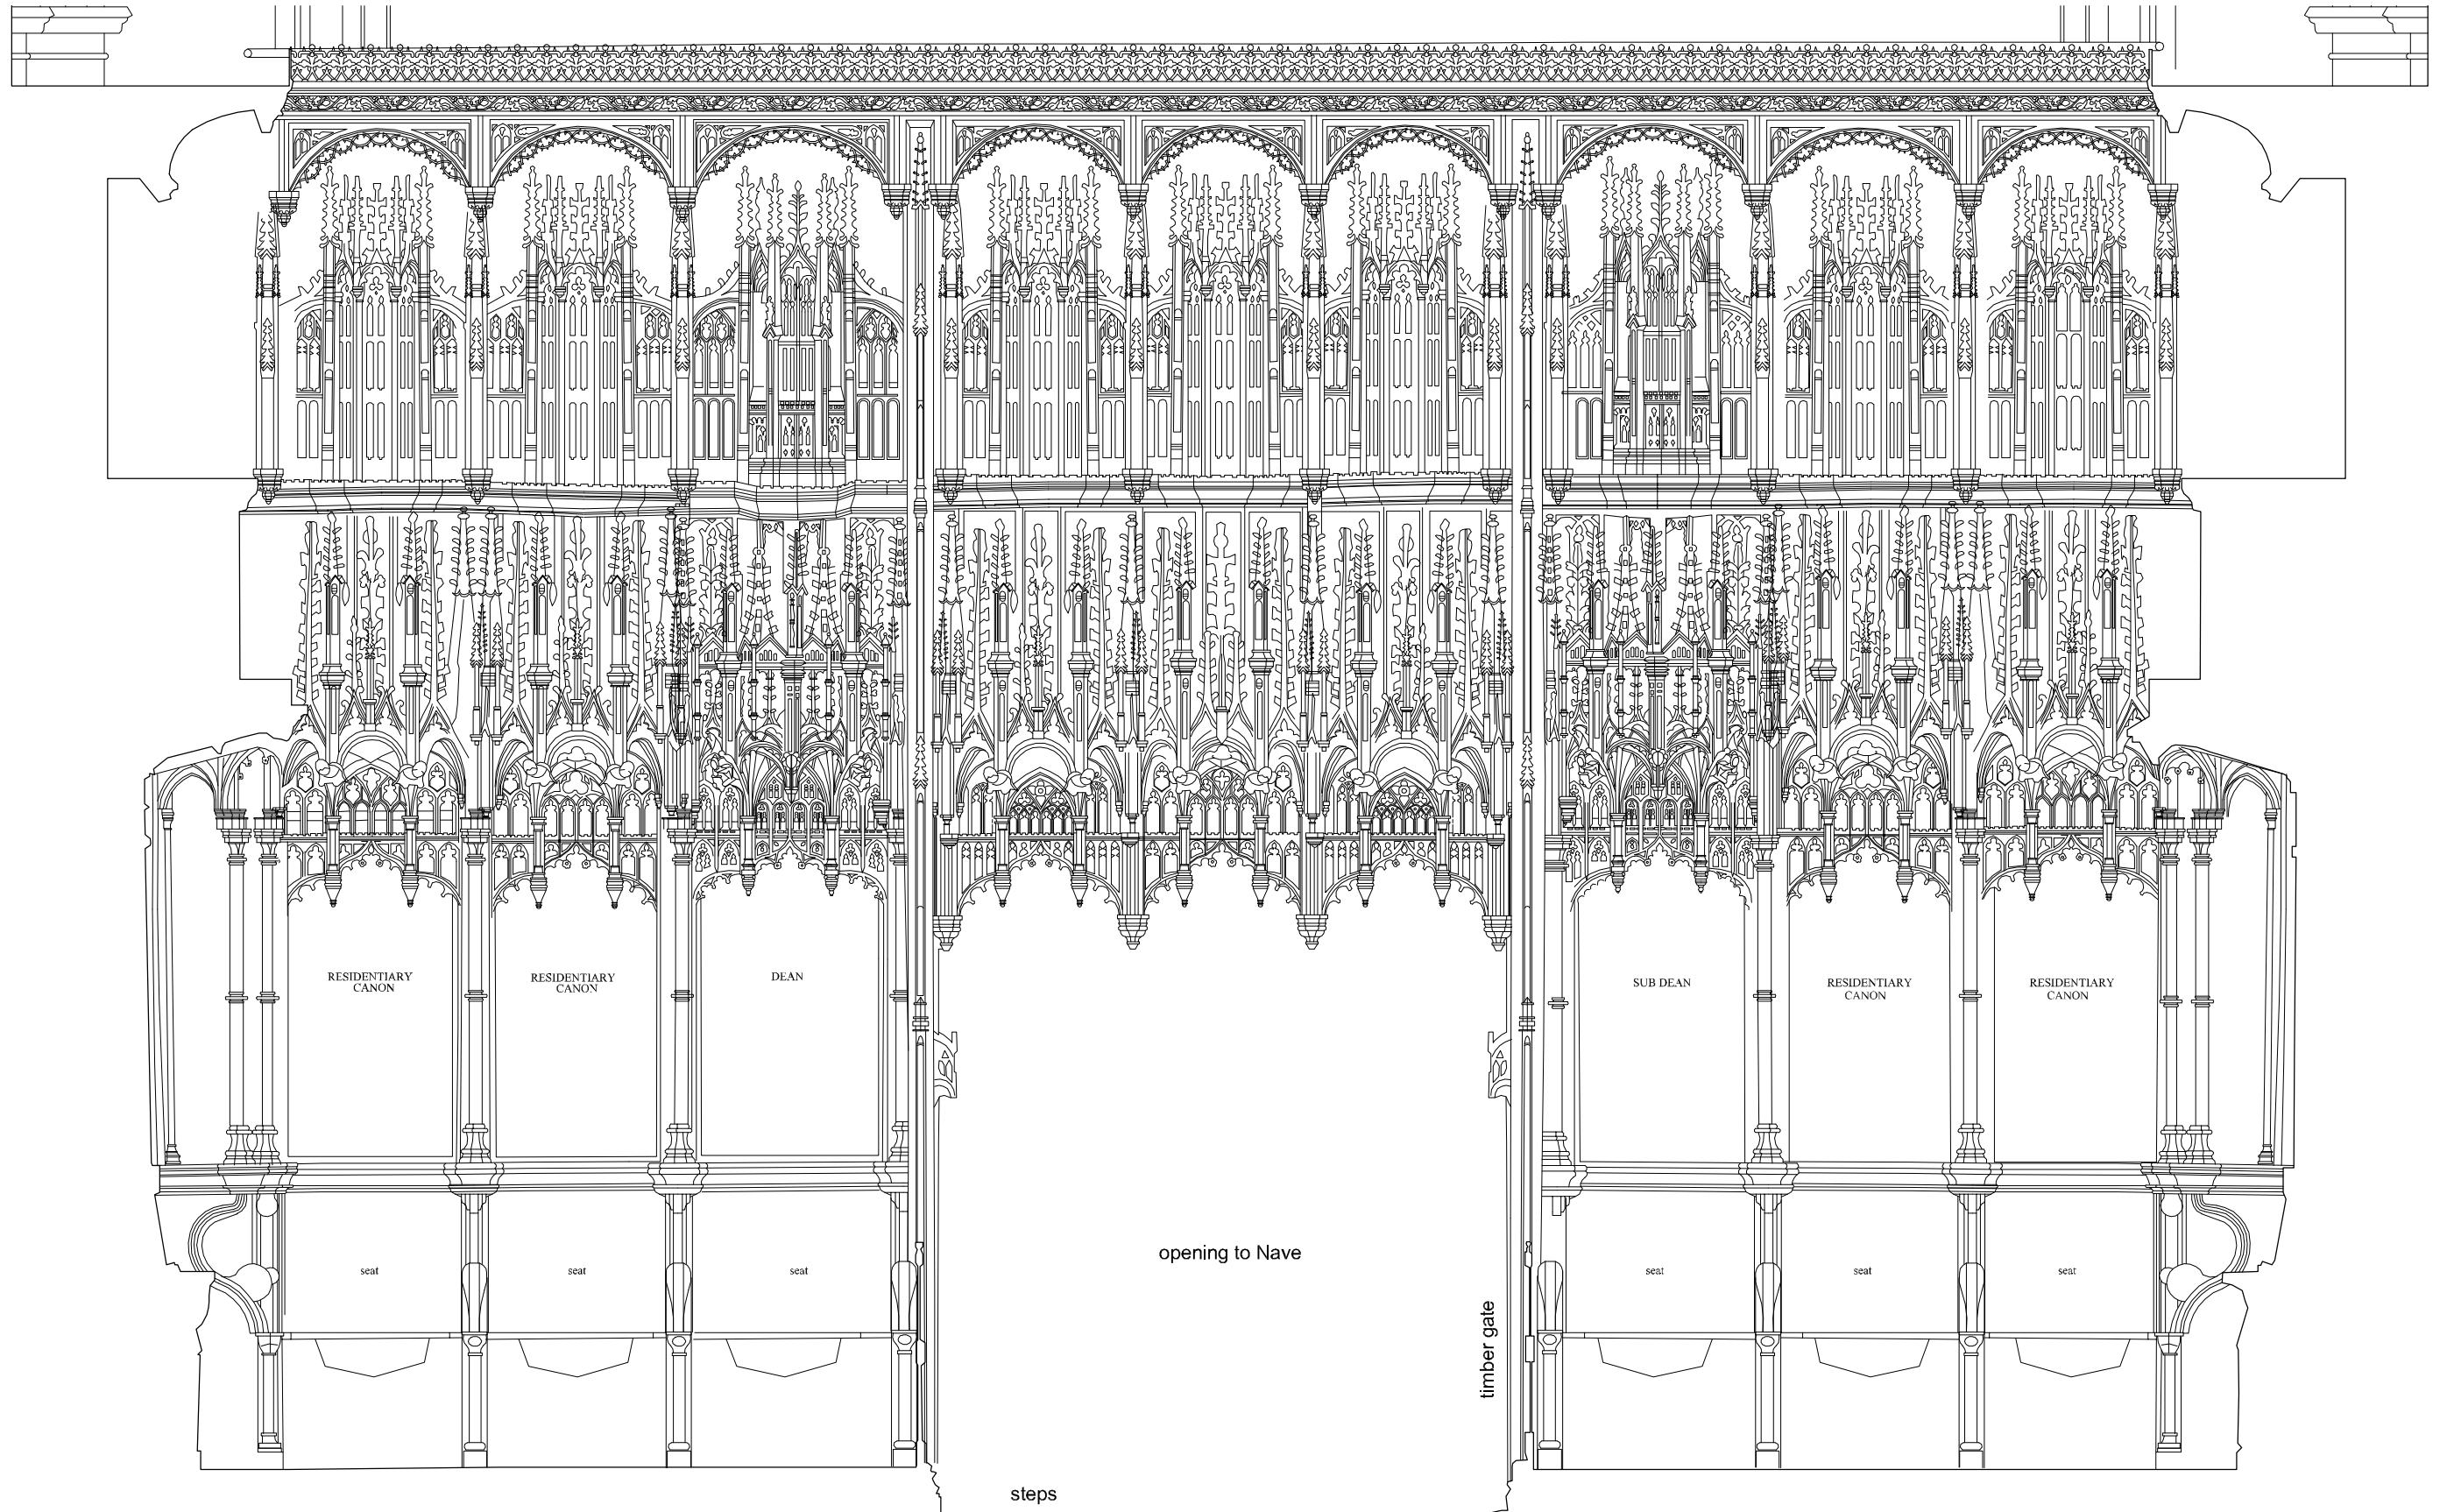 RESIDENTIARY
CANON
RESIDENTIARY
CANON
DEAN
SUB DEAN
RESIDENTIARY
CANON
RESIDENTIARY
CANON
opening to Nave
seat
seat
seat
seat
seat
seat
timber gate
steps